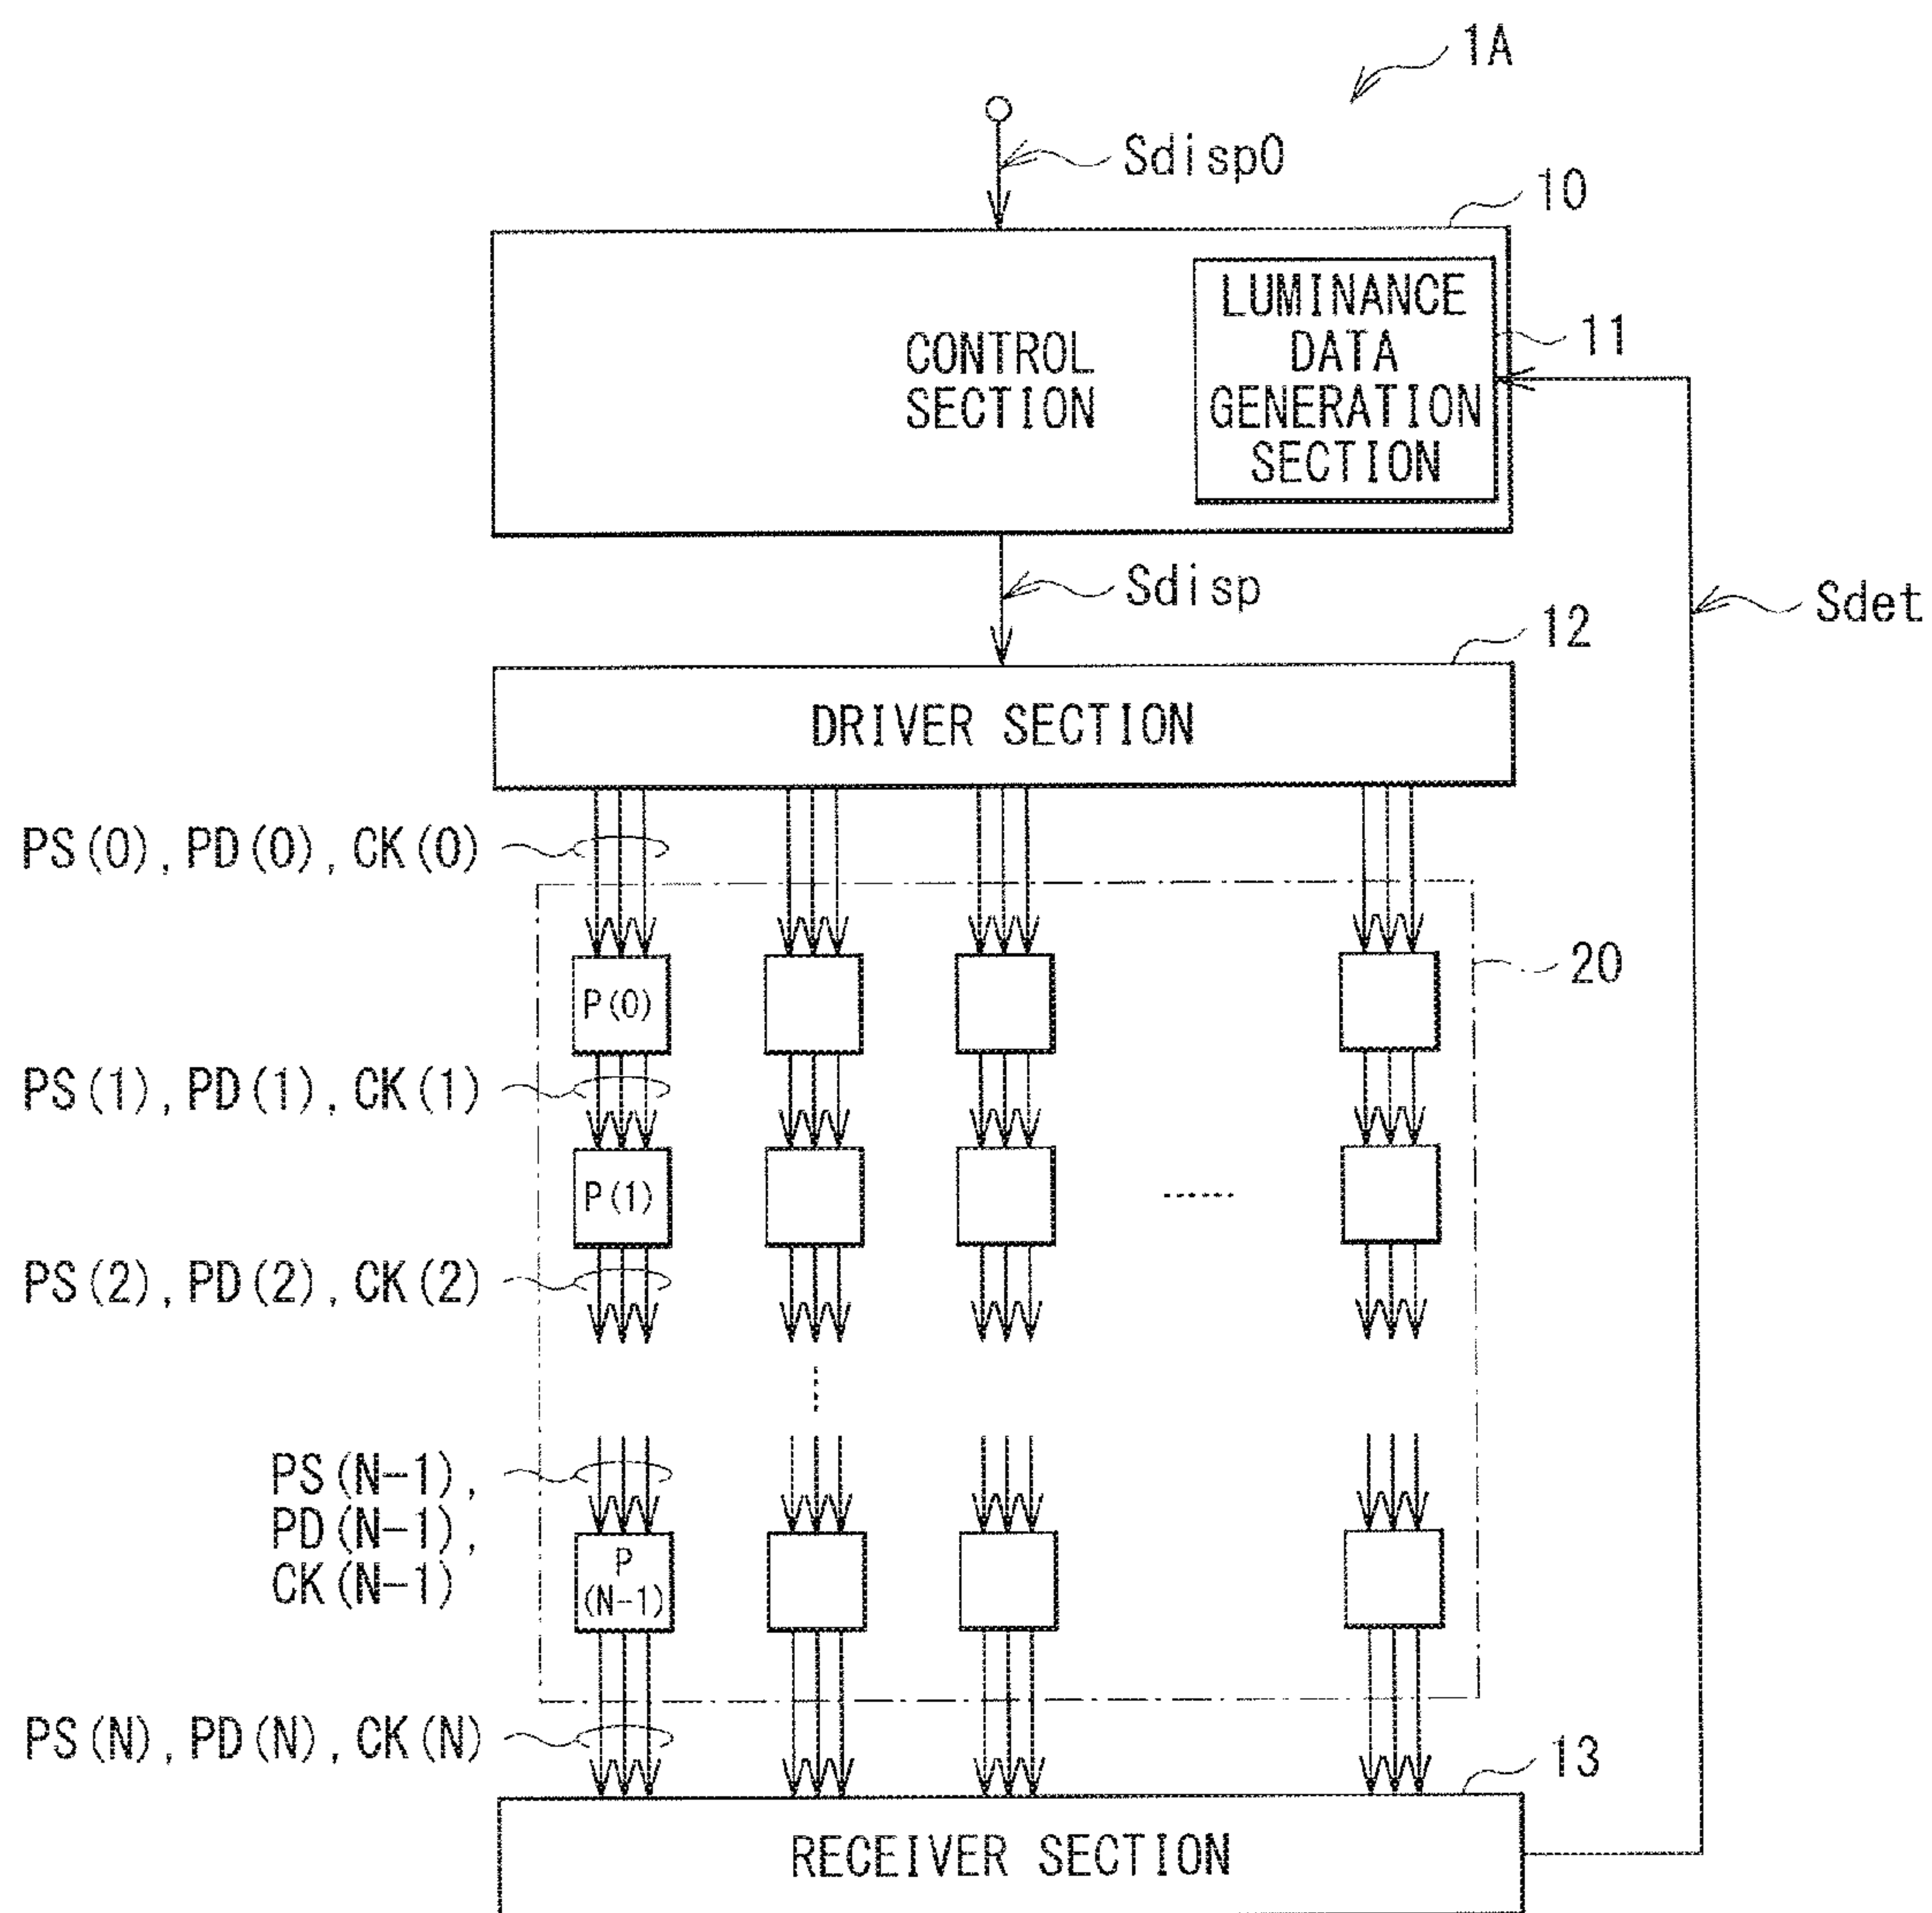 1A
Sdisp0
10
LUMINANCE
DATA
GENERATION
SECTION
11
CONTROL
SECTION
Sdisp
Sdet
12
DRIVER SECTION
PS(0), PD(0), CK(0)
20
P(0)
PS(1), PD(1), CK(1)
P(1)
PS(2), PD(2), CK(2)
PS(N-1),
PD(N-1),
CK(N-1)
P
(N-1)
PS(N), PD(N), CK(N)
13
RECEIVER SECTION